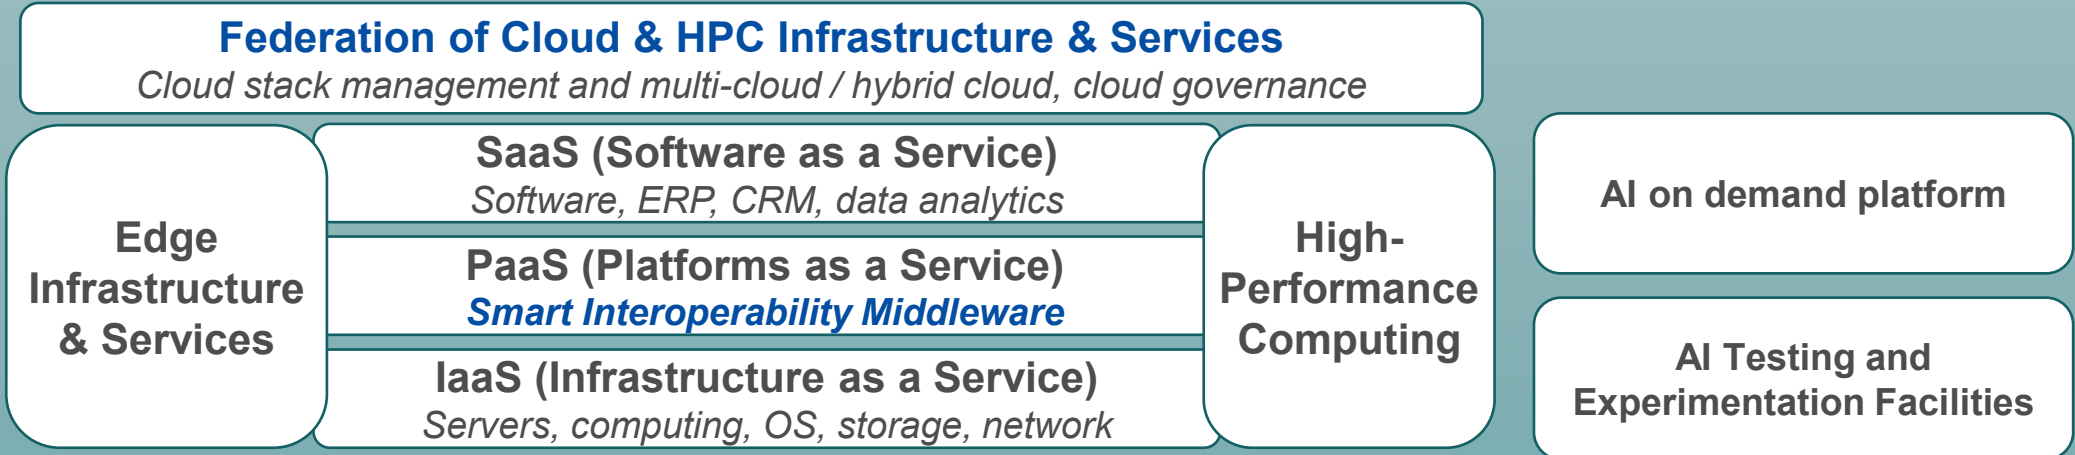 Federation of Cloud & HPC Infrastructure & Services
Cloud stack management and multi-cloud / hybrid cloud, cloud governance
Edge
Infrastructure
& Services
SaaS (Software as a Service)
Software, ERP, CRM, data analytics
PaaS (Platforms as a Service)
Smart Interoperability Middleware
IaaS (Infrastructure as a Service)
Servers, computing, OS, storage, network
High-
Performance
Computing
AI on demand platform
AI Testing and
Experimentation Facilities